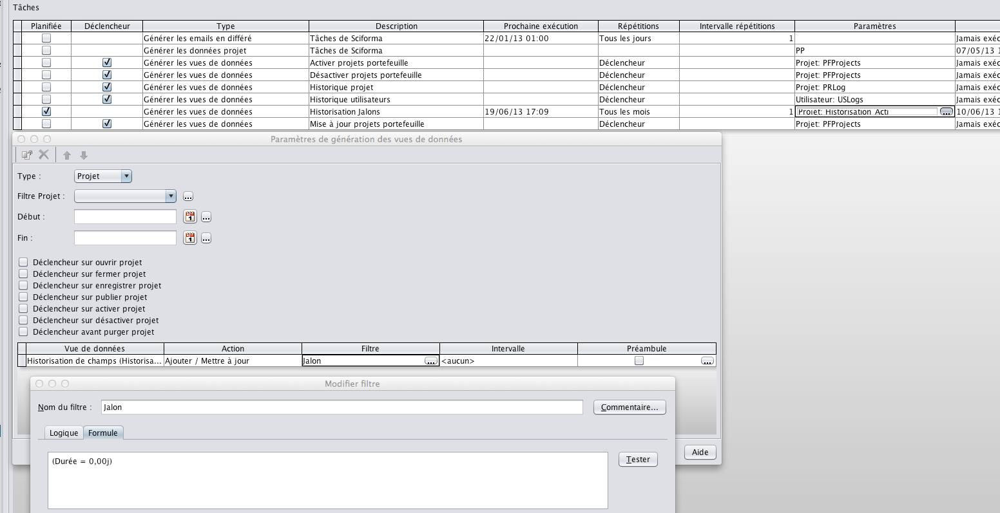 Tâches
Planifiée Déclencheur Type Description Prochaine exécution Répétitions Intervalle répétitions Paramètres
Générer les emails en différé Tâches de Sciforma 22/01/13 01:00 Tous les jours 1 Jamais exéc
Générer les données projet Tâches de Sciforma PP 07/05/13 1
Générer les vues de données Activer projets portefeuille Déclencheur Projet: PFProjects Jamais exéc
Générer les vues de données Désactiver projets portefeuille Déclencheur Projet: PFProjects Jamais exéc
Générer les vues de données Historique projet Déclencheur Projet: PRLog Jamais exéc
Générer les vues de données Historique utilisateurs Déclencheur Utilisateur: USLogs Jamais exéc
Générer les vues de données Historisation Jalons 19/06/13 17:09 Tous les mois 1 Projet: Historisation_Acti ... 10/06/13 1
Générer les vues de données Mise à jour projets portefeuille Déclencheur Projet: PFProjects Jamais exéc
Paramètres de génération des vues de données
Type : Projet
Filtre Projet : ...
Début : 1 ...
Fin : 1 ...
Déclencheur sur ouvrir projet
Déclencheur sur fermer projet
Déclencheur sur enregistrer projet
Déclencheur sur publier projet
Déclencheur sur activer projet
Déclencheur sur désactiver projet
Déclencheur avant purger projet
Vue de données Action Filtre Intervalle Préambule
Historisation de champs (Historisa... Ajouter / Mettre à jour Jalon ... <aucun> ...
Modifier filtre
Nom du filtre : Jalon Commentaire...
Logique Formule
Aide
(Durée = 0,00j) Tester